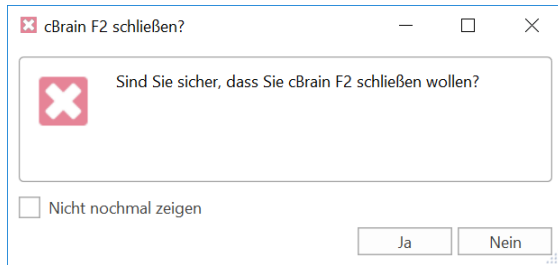 cBrain F2 schließen?
Sind Sie sicher, dass Sie cBrain F2 schließen wollen?
Nicht nochmal zeigen
Ja Nein